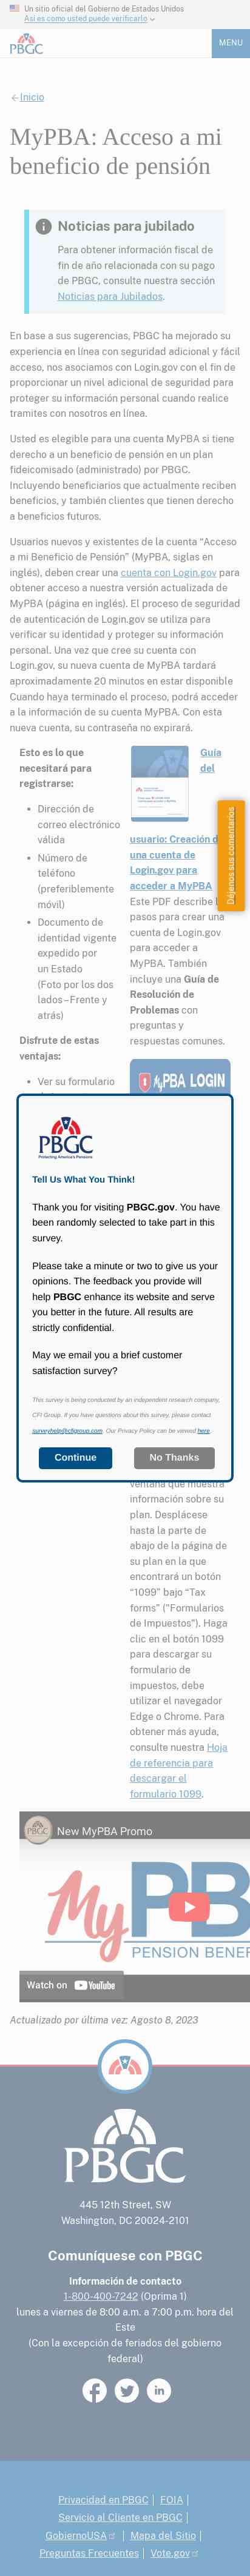 Un sitio oficial del Gobierno de Estados Unidos
Así es como usted puede verificarlo
PBGC
MENU
Inicio
MyPBA: Acceso a mi
beneficio de pensión
Noticias para jubilado
Para obtener información fiscal de
fin de año relacionada con su pago
de PBGC, consulte nuestra sección
Noticias para Jubilados.
En base a sus sugerencias, PBGC ha mejorado su
experiencia en línea con seguridad adicional y fácil
acceso, nos asociamos con Login.gov con el fin de
proporcionar un nivel adicional de seguridad para
proteger su información personal cuando realice
tramites con nosotros en línea.
Usted es elegible para una cuenta MyPBA si tiene
derecho a un beneficio de pensión en un plan
fideicomisado (administrado) por PBGC.
Incluyendo beneficiarios que actualmente reciben
beneficios, y también clientes que tienen derecho
a beneficios futuros.
Usuarios nuevos y existentes de la cuenta “Acceso
a mi Beneficio de Pensión” (MyPBA, siglas en
inglés), deben crear una cuenta con Login.gov para
obtener acceso a nuestra versión actualizada de
MyPBA (página en inglés). El proceso de seguridad
de autenticación de Login.gov se utiliza para
verificar su identidad y proteger su información
personal. Una vez que cree su cuenta con
Login.gov, su nueva cuenta de MyPBA tardará
aproximadamente 20 minutos en estar disponible
Cuando haya terminado el proceso, podrá acceder
a la información de su cuenta MyPBA. Con esta
nueva cuenta, su contraseña no expirará.
Esto es lo que
necesitará para
registrarse:
Dirección de
correo electrónico
válida
Número de
teléfono
(preferiblemente
móvil)
Documento de
identidad vigente
expedido por
un Estado
(Foto por los dos
lados – Frente y
atrás)
Disfrute de estas
ventajas:
Ver su formulario
Guía
del
usuario: Creación d
una cuenta de
Login.gov para
acceder a MyPBA
Este PDF describe l
pasos para crear una
cuenta de Login.gov
para acceder a
MyPBA. También
incluye una Guía de
Resolución de
Problemas con
preguntas y
respuestas comunes.
MyPBA LOGIN
Déjenos sus comentarios
PBGC
Protecting America's Pensions
Tell Us What You Think!
Thank you for visiting PBGC.gov. You have
been randomly selected to take part in this
survey.
Please take a minute or two to give us your
opinions. The feedback you provide will
help PBGC enhance its website and serve
you better in the future. All results are
strictly confidential.
May we email you a brief customer
satisfaction survey?
This survey is being conducted by an independent research company,
CFI Group. If you have questions about this survey, please contact
surveyhelp@cfigroup.com. Our Privacy Policy can be viewed here.
Continue
No Thanks
ventana que muestra
información sobre su
plan. Desplácese
hasta la parte de
abajo de la página de
su plan en la que
encontrará un botón
“1099” bajo “Tax
forms” ("Formularios
de Impuestos"). Haga
clic en el botón 1099
para descargar su
formulario de
impuestos, debe
utilizar el navegador
Edge o Chrome. Para
obtener más ayuda,
consulte nuestra Hoja
de referencia para
descargar el
formulario 1099.
PBGC
New MyPBA Promo
My PB
PENSION BENE
Watch on YouTube
Actualizado por última vez: Agosto 8, 2023
PBGC
445 12th Street, SW
Washington, DC 20024-2101
Comuníquese con PBGC
Información de contacto
1-800-400-7242 (Oprima 1)
lunes a viernes de 8:00 a.m. a 7:00 p.m. hora del
Este
(Con la excepción de feriados del gobierno
federal)
Privacidad en PBGC
FOIA
Servicio al Cliente en PBGC
GobiernoUSA
Mapa del Sitio
Preguntas Frecuentes
Vote.gov